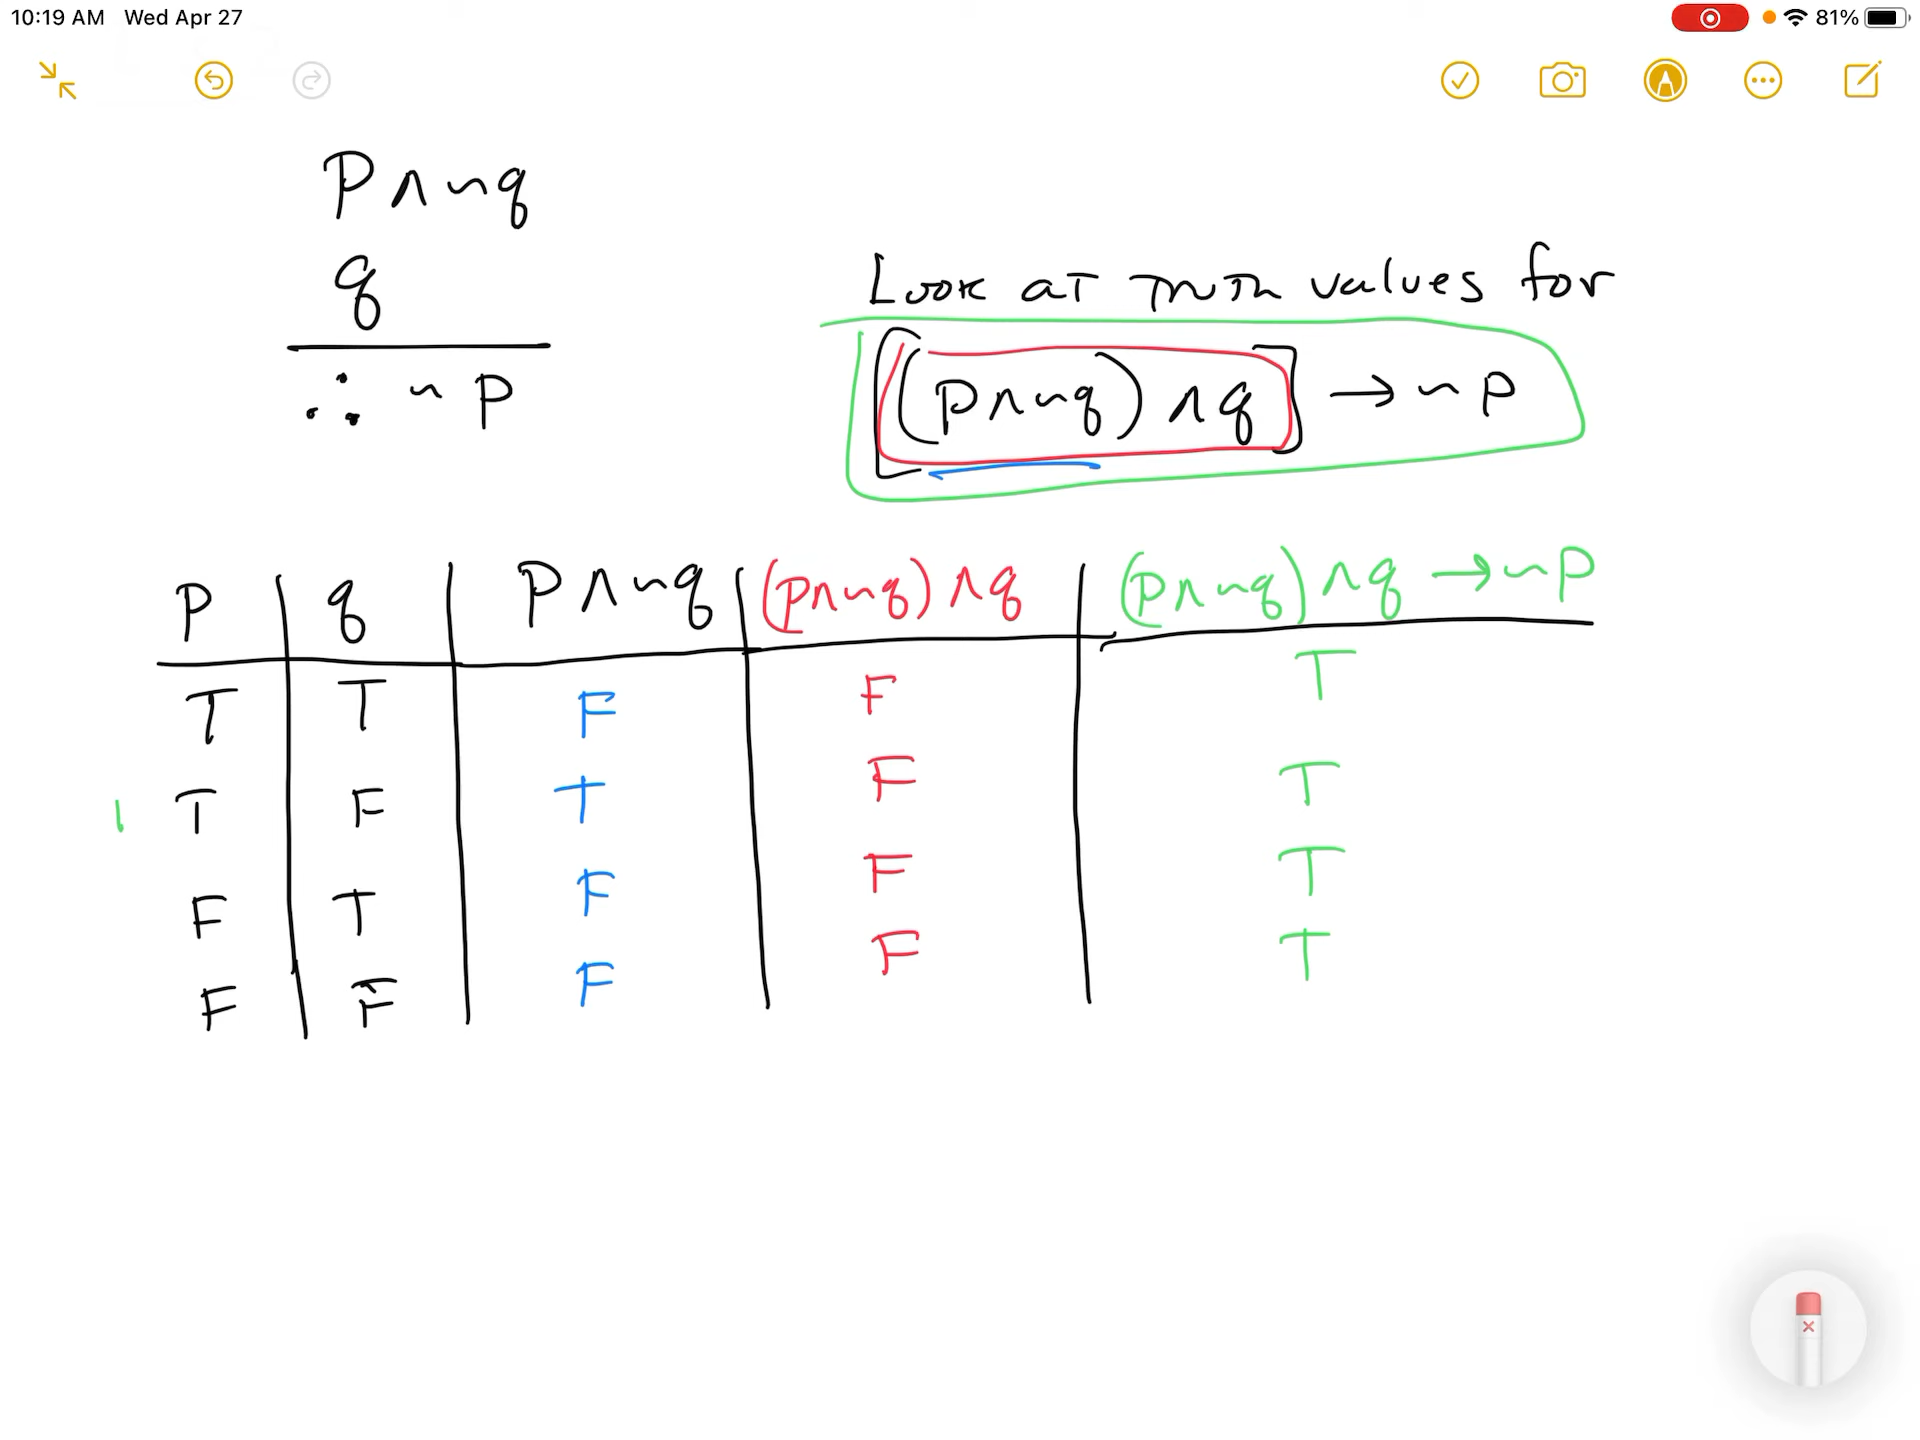 10:19 AM Wed Apr 27 81%
p ∧ ~q
q
∴ ~p
Look at truth values for
[(p ∧ ~q) ∧ q] → ~p
p q p ∧ ~q (p ∧ ~q) ∧ q (p ∧ ~q) ∧ q → ~p
T T F F T
T F T F T
F T F F T
F F F F T